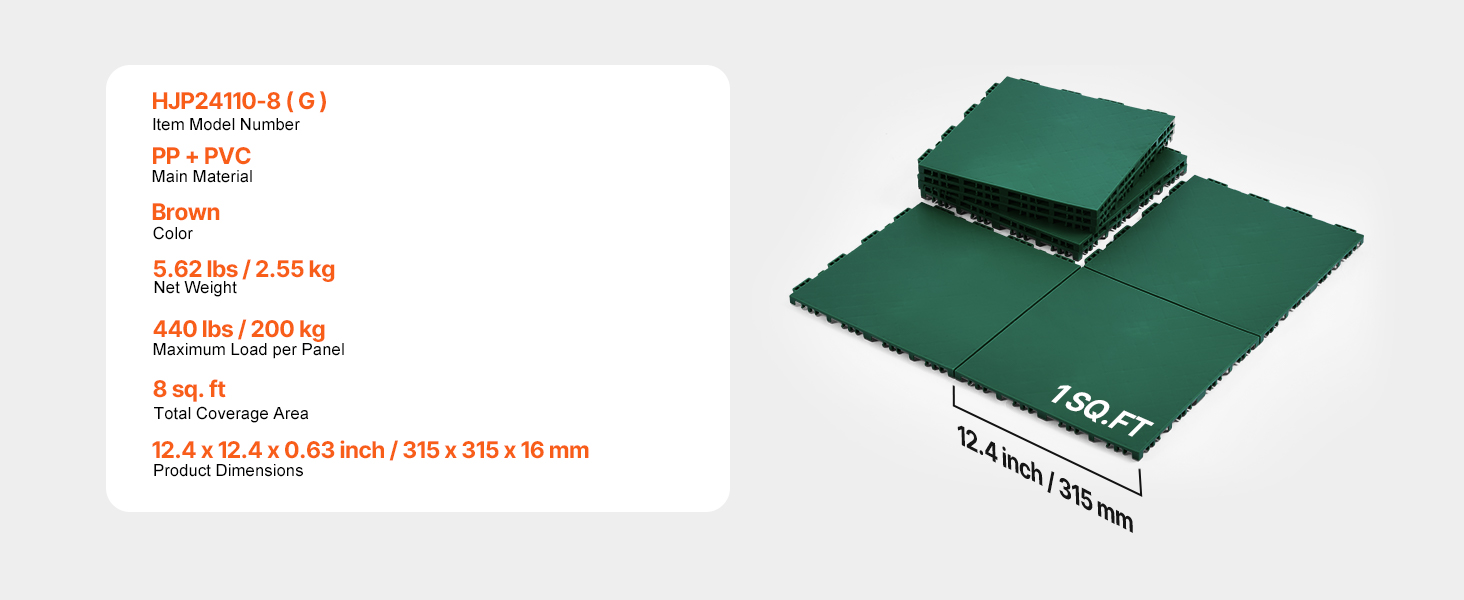 HJP24110-8 ( G )
Item Model Number
PP + PVC
Main Material
Brown
Color
5.62 lbs / 2.55 kg
Net Weight
440 lbs / 200 kg
Maximum Load per Panel
8 sq. ft
Total Coverage Area
12.4 x 12.4 x 0.63 inch / 315 x 315 x 16 mm
Product Dimensions
1 SQ.FT
12.4 inch / 315 mm